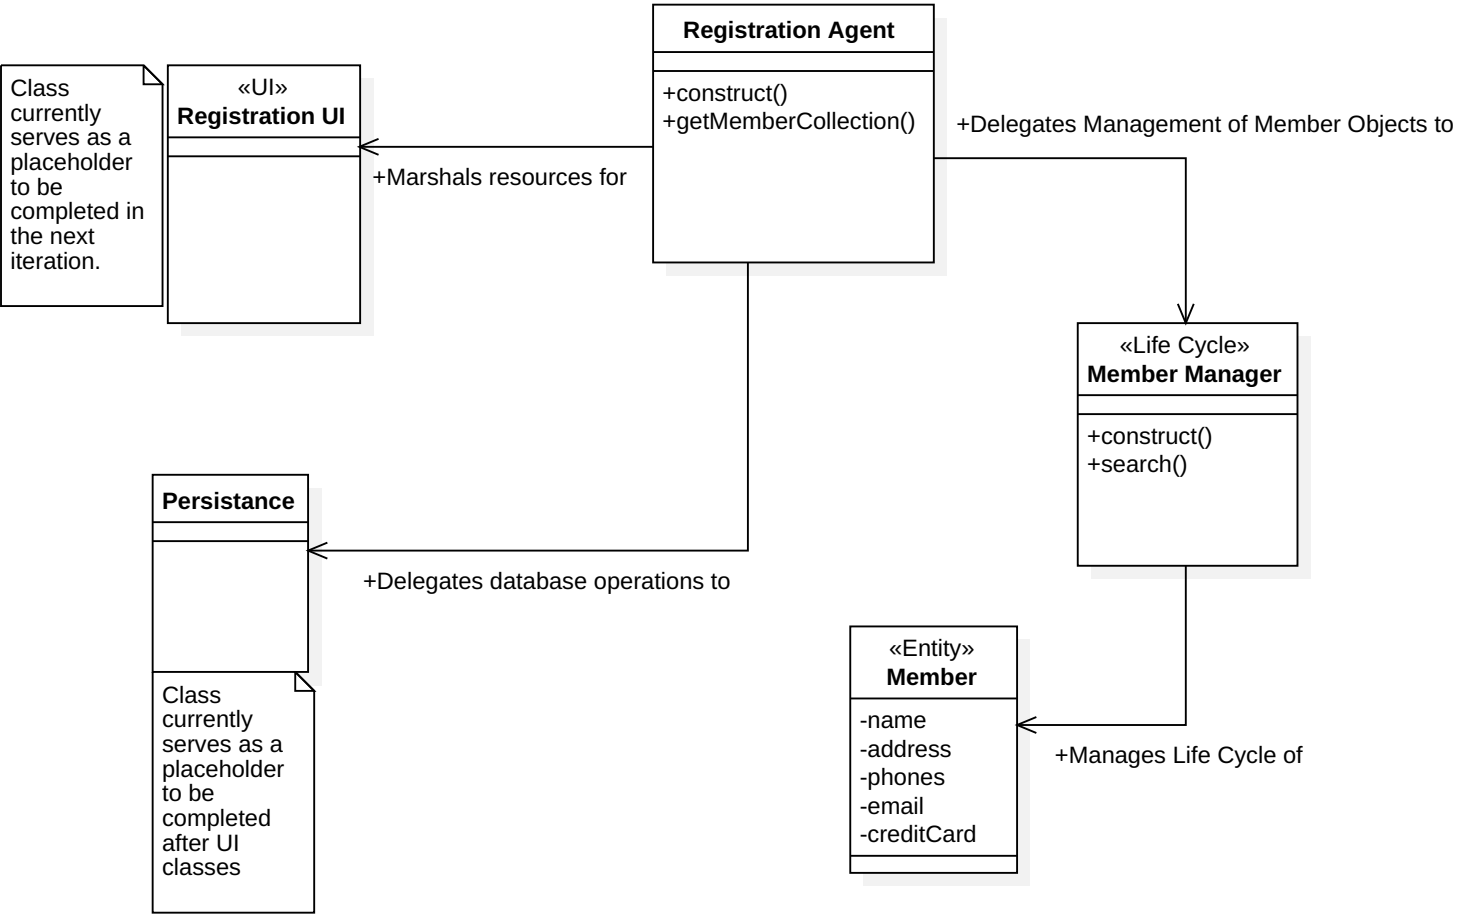 Registration Agent
+construct()
+getMemberCollection()
Class
currently
serves as a
placeholder
to be
completed in
the next
iteration.
«UI»
Registration UI
+Marshals resources for
+Delegates Management of Member Objects to
«Life Cycle»
Member Manager
+construct()
+search()
Persistance
+Delegates database operations to
Class
currently
serves as a
placeholder
to be
completed
after UI
classes
«Entity»
Member
-name
-address
-phones
-email
-creditCard
+Manages Life Cycle of